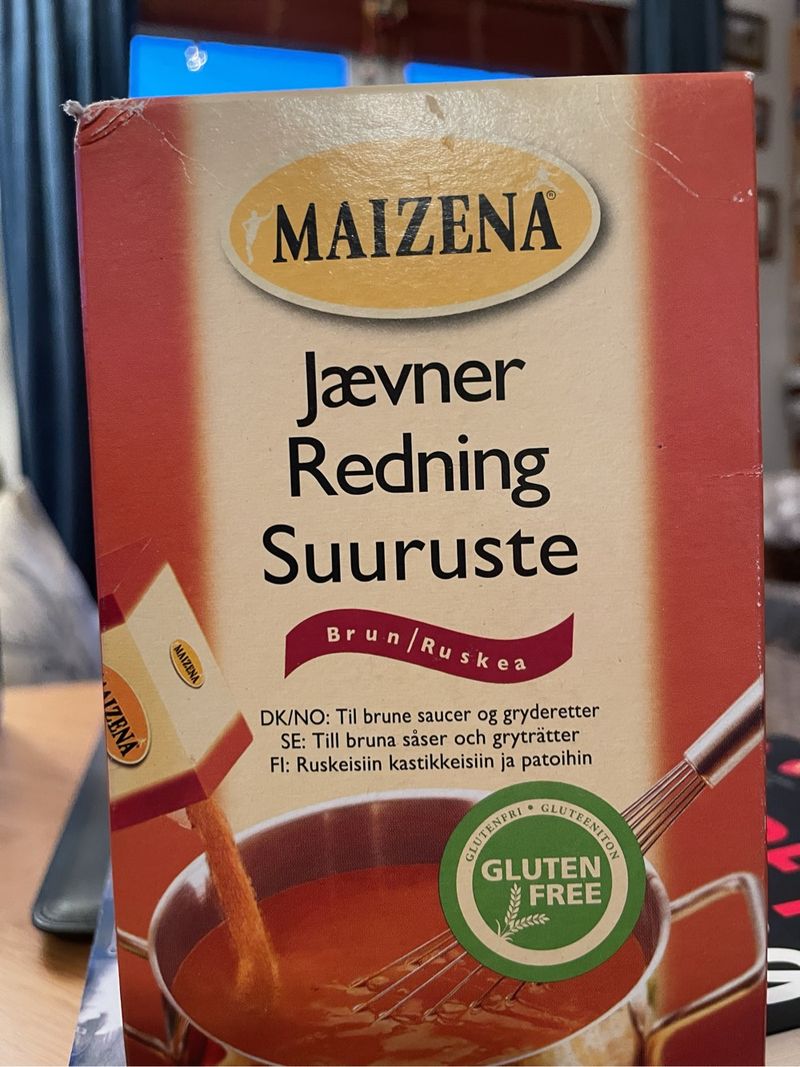 MAIZENA®
Jævner
Redning
Suuruste
Brun/Ruskea
DK/NO: Til brune saucer og gryderetter
SE: Till bruna såser och gryträtter
FI: Ruskeisiin kastikkeisiin ja patoihin
MAIZENA
MAIZENA
GLUTENFRI • GLUTEENITON
GLUTEN
FREE